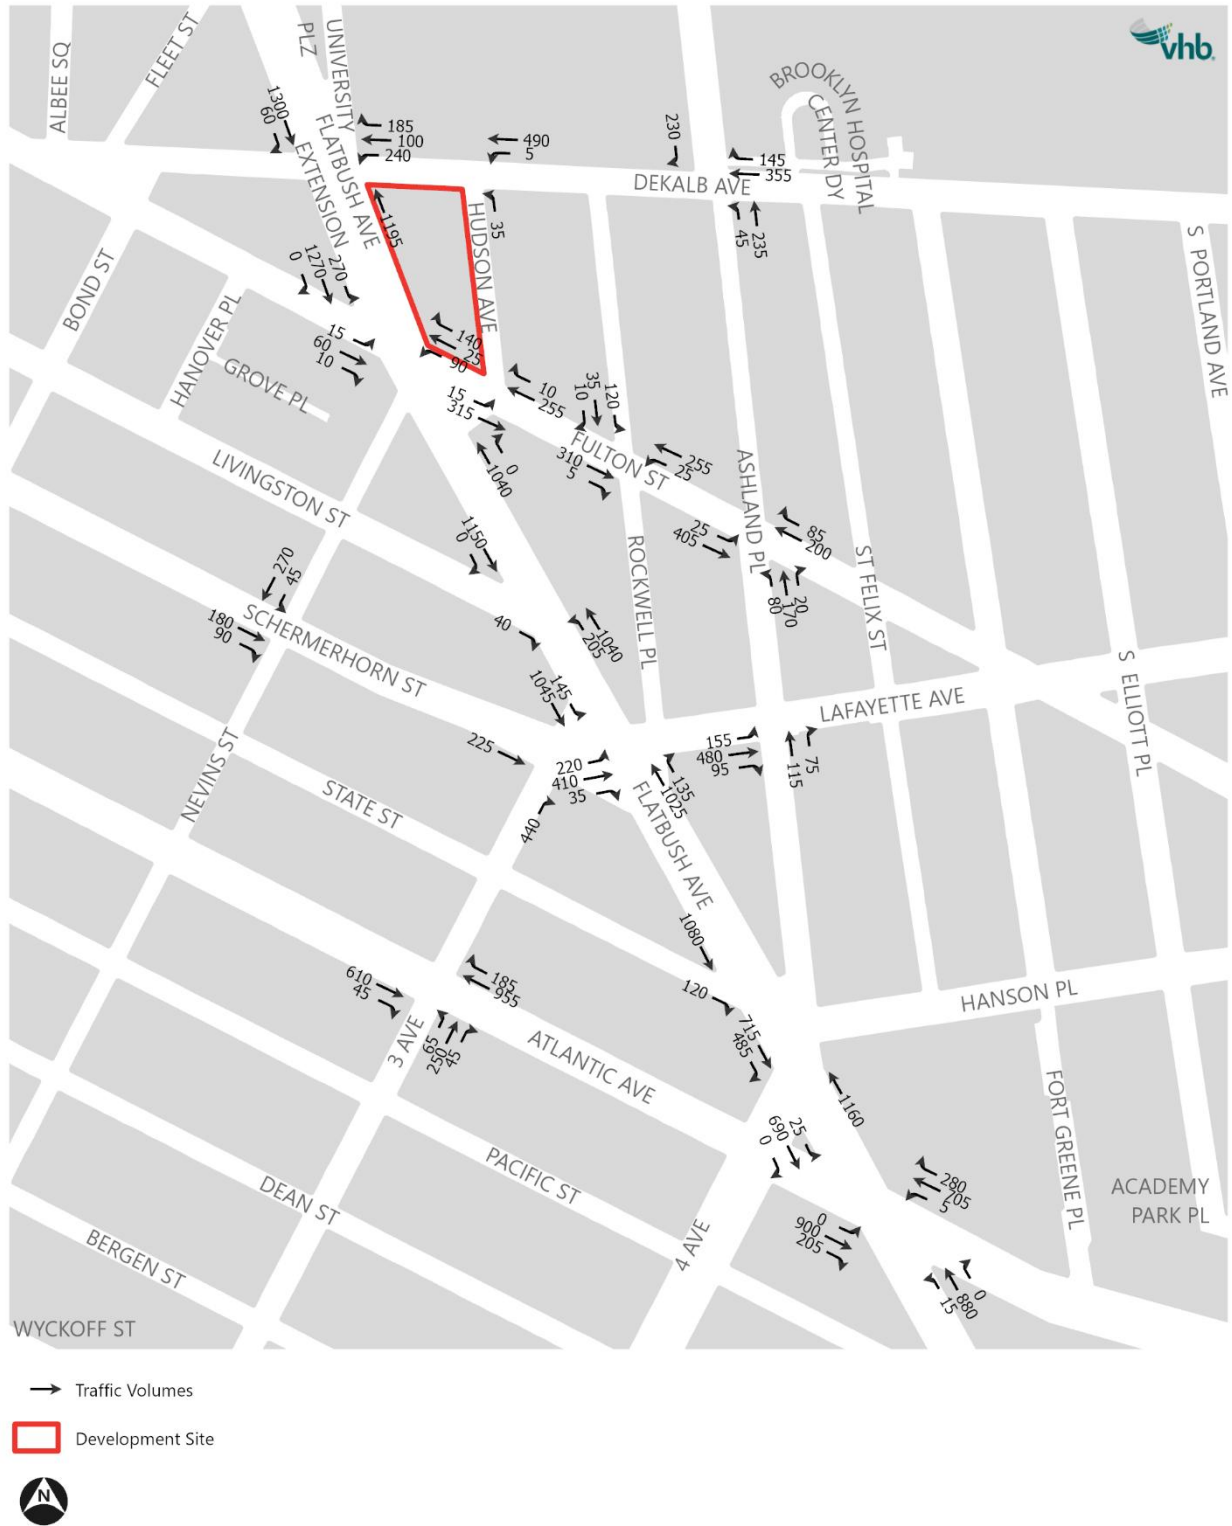 vhb
ALBEE SQ
FLEET ST
UNIVERSITY
PLZ
FLATBUSH AVE
EXTENSION
BROOKLYN HOSPITAL
CENTER DY
1300
60
185
100
240
490
5
230
145
355
DEKALB AVE
45
235
1195
35
HUDSON AVE
BOND ST
HANOVER PL
GROVE PL
S PORTLAND AVE
0
1270
270
15
60
10
140
25
90
15
315
10
255
10
35
120
310
5
FULTON ST
255
25
LIVINGSTON ST
0
1040
1150
0
ROCKWELL PL
ASHLAND PL
25
405
85
200
ST FELIX ST
80
170
20
270
45
180
90
SCHERMERHORN ST
40
1040
205
1045
145
LAFAYETTE AVE
S ELLIOTT PL
225
220
410
35
155
480
95
115
75
135
1025
FLATBUSH AVE
440
NEVINS ST
STATE ST
1080
120
610
45
185
955
65
250
45
3 AVE
ATLANTIC AVE
715
485
HANSON PL
1160
690
0
25
FORT GREENE PL
ACADEMY
PARK PL
PACIFIC ST
DEAN ST
BERGEN ST
4 AVE
280
705
5
0
900
205
15
880
0
WYCKOFF ST
Traffic Volumes
Development Site
N